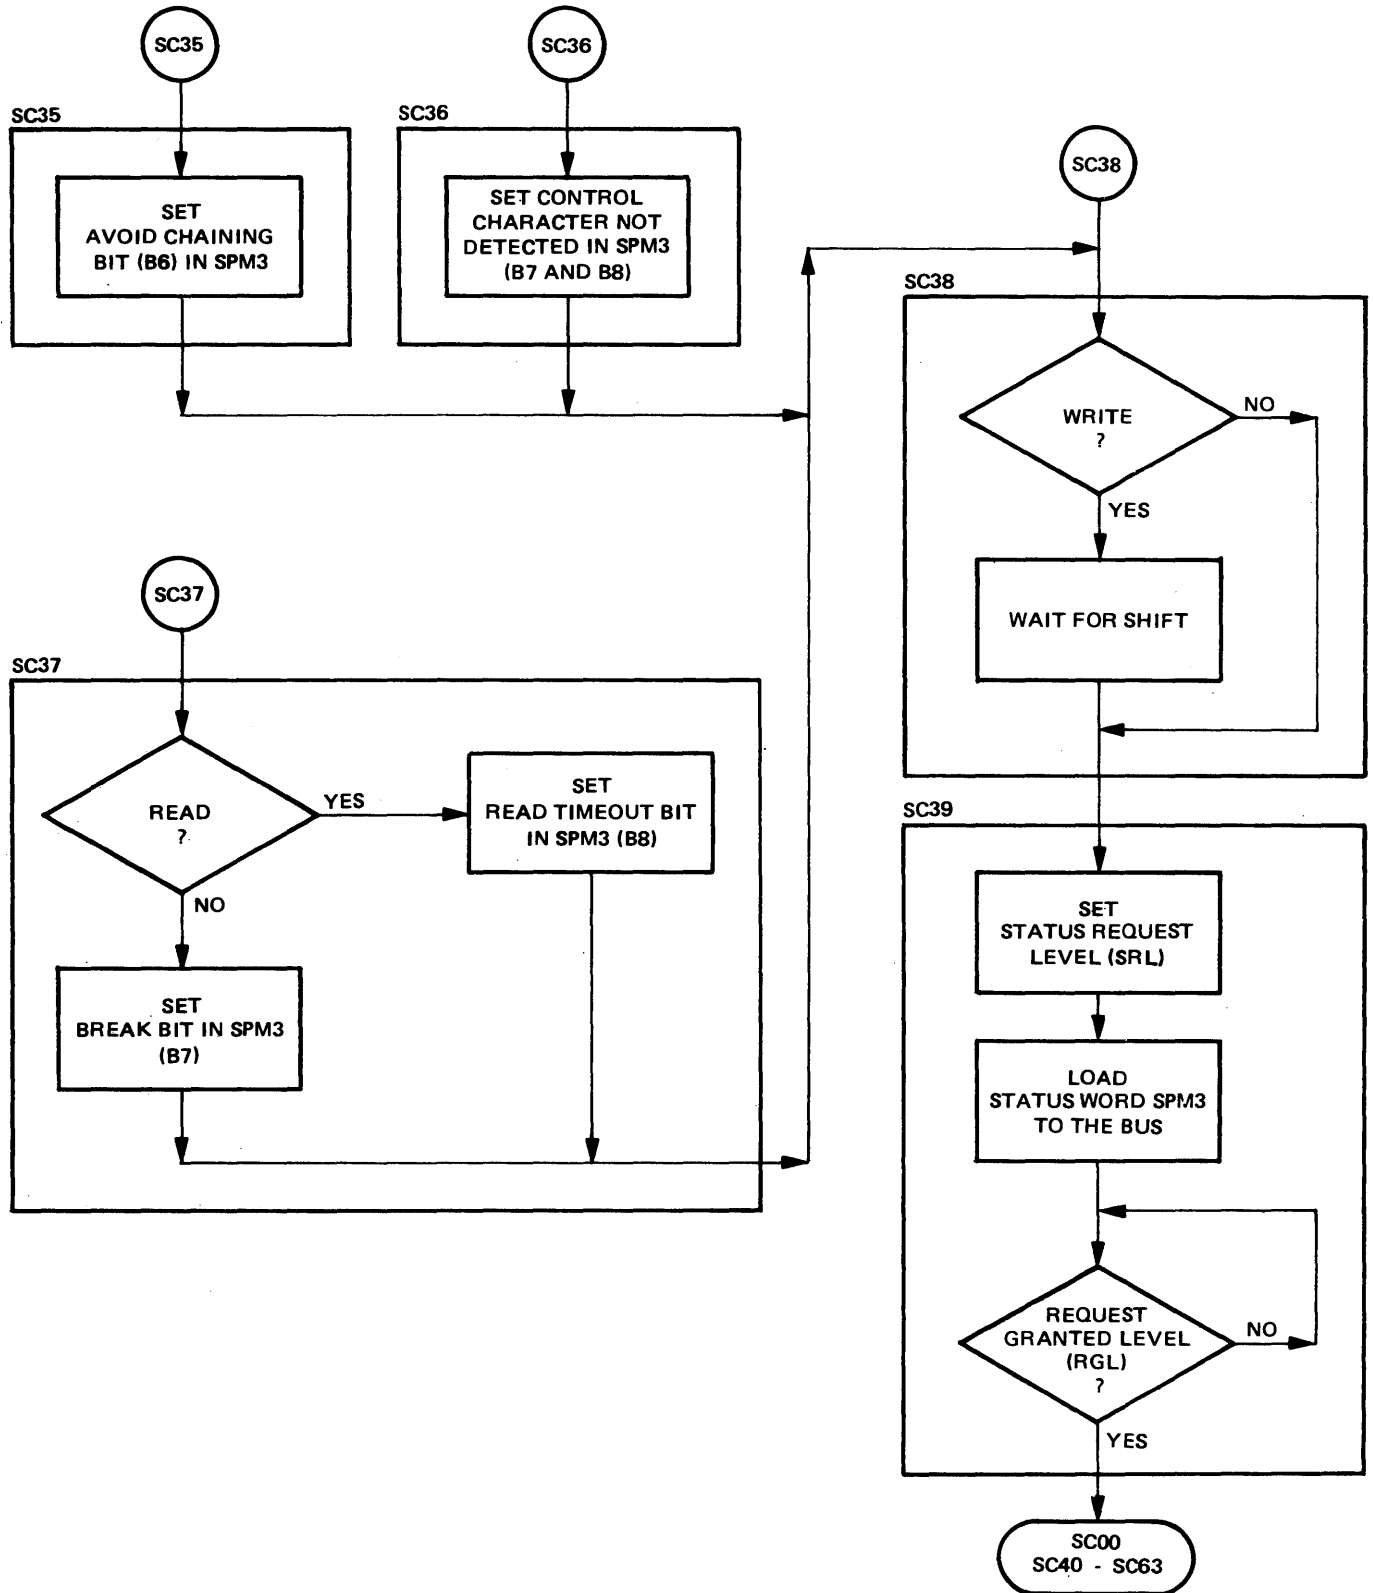 SC35
SC35
SET
AVOID CHAINING
BIT (B6) IN SPM3
SC36
SC36
SET CONTROL
CHARACTER NOT
DETECTED IN SPM3
(B7 AND B8)
SC37
SC37
READ
?
YES
SET
READ TIMEOUT BIT
IN SPM3 (B8)
NO
SET
BREAK BIT IN SPM3
(B7)
SC38
SC38
WRITE
?
NO
YES
WAIT FOR SHIFT
SC39
SET
STATUS REQUEST
LEVEL (SRL)
LOAD
STATUS WORD SPM3
TO THE BUS
REQUEST
GRANTED LEVEL
(RGL)
?
NO
YES
SC00
SC40 - SC63